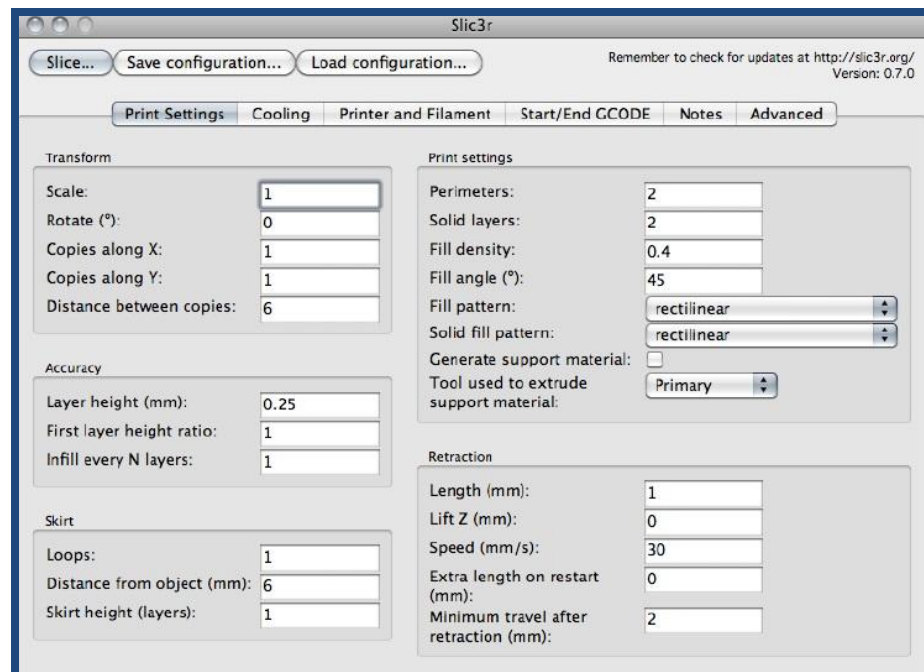 Slic3r
Slice... Save configuration... Load configuration...
Remember to check for updates at http://slic3r.org/
Version: 0.7.0
Print Settings Cooling Printer and Filament Start/End GCODE Notes Advanced
Transform
Scale: 1
Rotate (°): 0
Copies along X: 1
Copies along Y: 1
Distance between copies: 6
Accuracy
Layer height (mm): 0.25
First layer height ratio: 1
Infill every N layers: 1
Skirt
Loops: 1
Distance from object (mm): 6
Skirt height (layers): 1
Print settings
Perimeters: 2
Solid layers: 2
Fill density: 0.4
Fill angle (°): 45
Fill pattern: rectilinear
Solid fill pattern: rectilinear
Generate support material:
Tool used to extrude
support material: Primary
Retraction
Length (mm): 1
Lift Z (mm): 0
Speed (mm/s): 30
Extra length on restart
(mm): 0
Minimum travel after
retraction (mm): 2